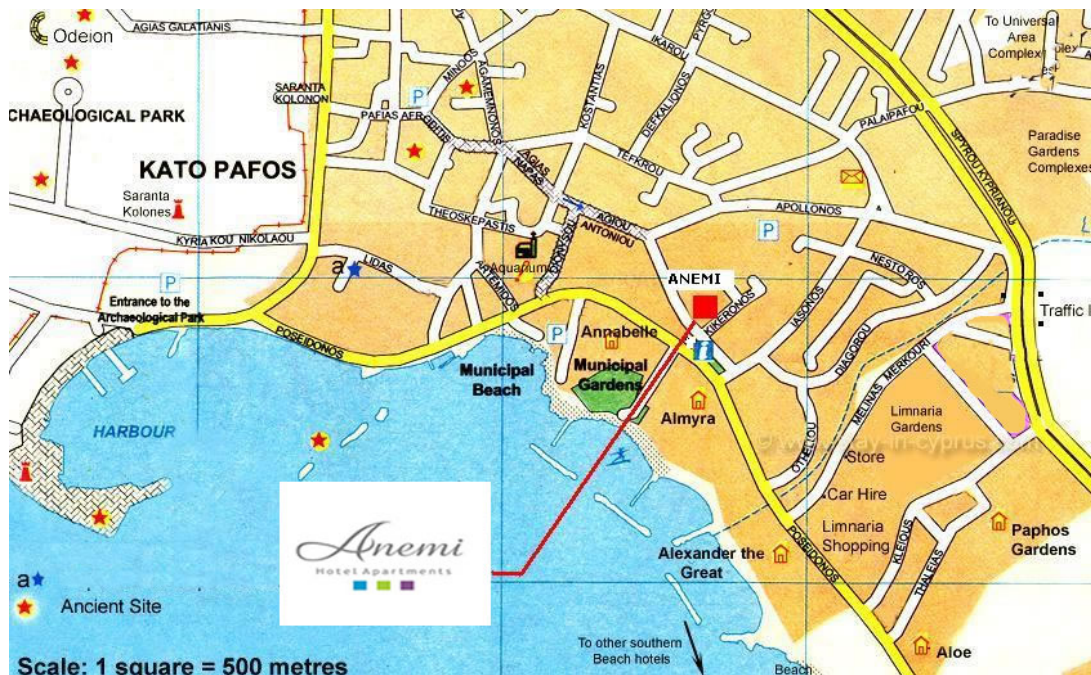 AGIAS GALATIANIS
Odeion
To Universal
Area
Complex
MINOOS
AGAMEMNONOS
KOSTANTIAS
IKAROU
PYRGO
DEFKALIONOS
SARANTA
KOLONON
CHAEOLOGICAL PARK
PAFIAS AFRODITIS
PALAIPAFOU
SPYROU KYPRIANOU
Paradise
Gardens
Complexes
KATO PAFOS
AGIAS
NAPAS
TEFKROU
Saranta
Kolones
THEOSKEPASTIS
AGIOU
ANTONIOU
APOLLONOS
KYRIAKOU NIKOLAOU
LIDAS
a
Aquarium
DIONYSOU
ARTEMIDOS
NESTOROS
ANEMI
KIKERONOS
IASONOS
Entrance to the
Archaeological Park
Traffic l
POSEIDONOS
Annabelle
DIAGOROU
Municipal
Beach
Municipal
Gardens
MELINAS MERKOURI
Almyra
Limnaria
Gardens
HARBOUR
OTHELLOU
Store
Car Hire
Limnaria
Shopping
KLEIOUS
THALEIAS
Paphos
Gardens
Anemi
Hotel Apartments
Alexander the
Great
POSEIDONOS
a
Ancient Site
To other southern
Beach hotels
Aloe
Scale: 1 square = 500 metres
Beach